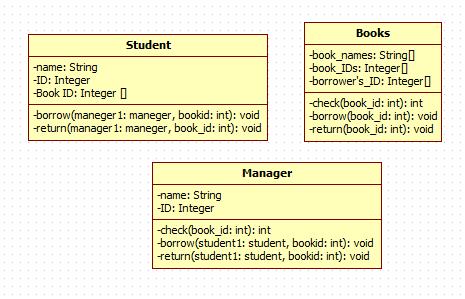 Student
-name: String
-ID: Integer
-Book ID: Integer []
-borrow(maneger1: maneger, bookid: int): void
-return(manager1: maneger, book_id: int): void
Books
-book_names: String[]
-book_IDs: Integer[]
-borrower's_ID: Integer[]
-check(book_id: int): int
-borrow(book_id: int): void
-return(book_id: int): void
Manager
-name: String
-ID: Integer
-check(book_id: int): int
-borrow(student1: student, bookid: int): void
-return(student1: student, bookid: int): void